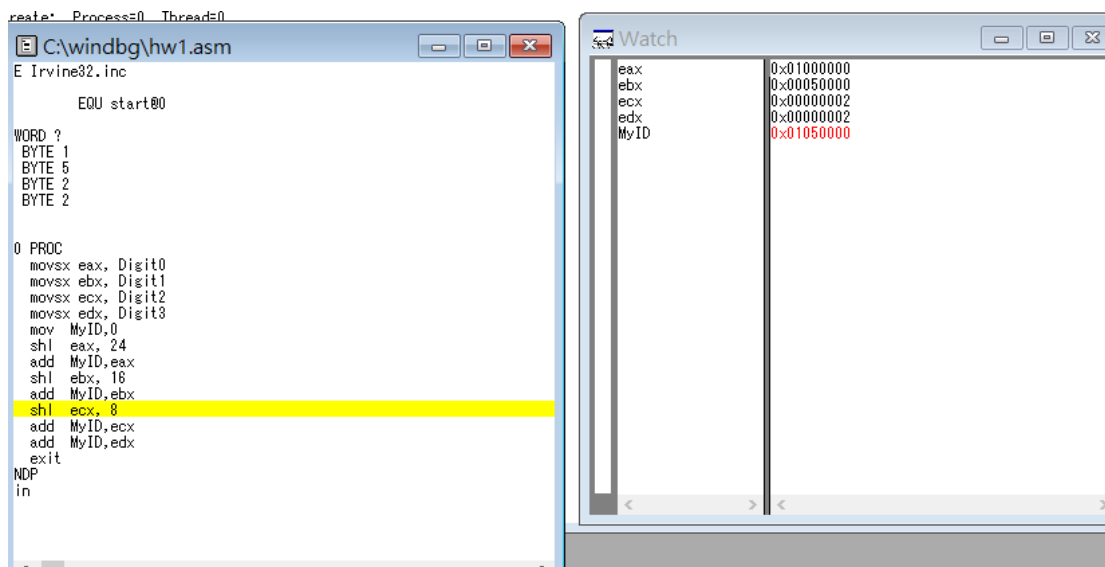 reate: Process=0 Thread=0
C:\windbg\hw1.asm
E Irvine32.inc
EQU start@0
WORD ?
BYTE 1
BYTE 5
BYTE 2
BYTE 2
0 PROC
movsx eax, Digit0
movsx ebx, Digit1
movsx ecx, Digit2
movsx edx, Digit3
mov MyID,0
shl eax, 24
add MyID,eax
shl ebx, 16
add MyID,ebx
shl ecx, 8
add MyID,ecx
add MyID,edx
exit
NDP
in
Watch
eax 0x01000000
ebx 0x00050000
ecx 0x00000002
edx 0x00000002
MyID 0x01050000